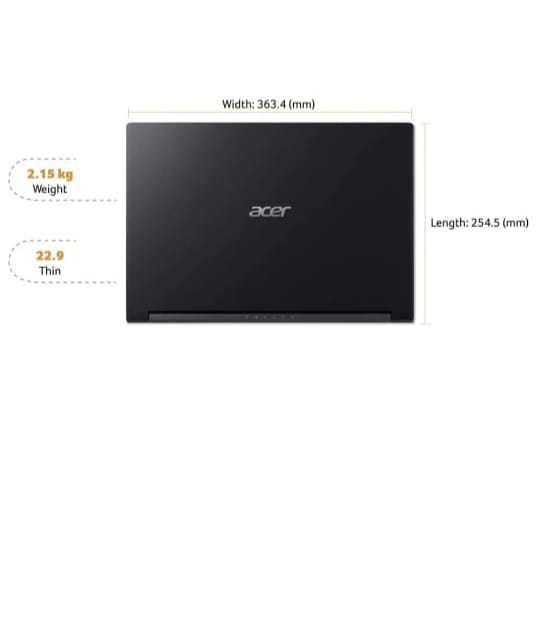 Width: 363.4 (mm)
2.15 kg
Weight
acer
Length: 254.5 (mm)
22.9
Thin